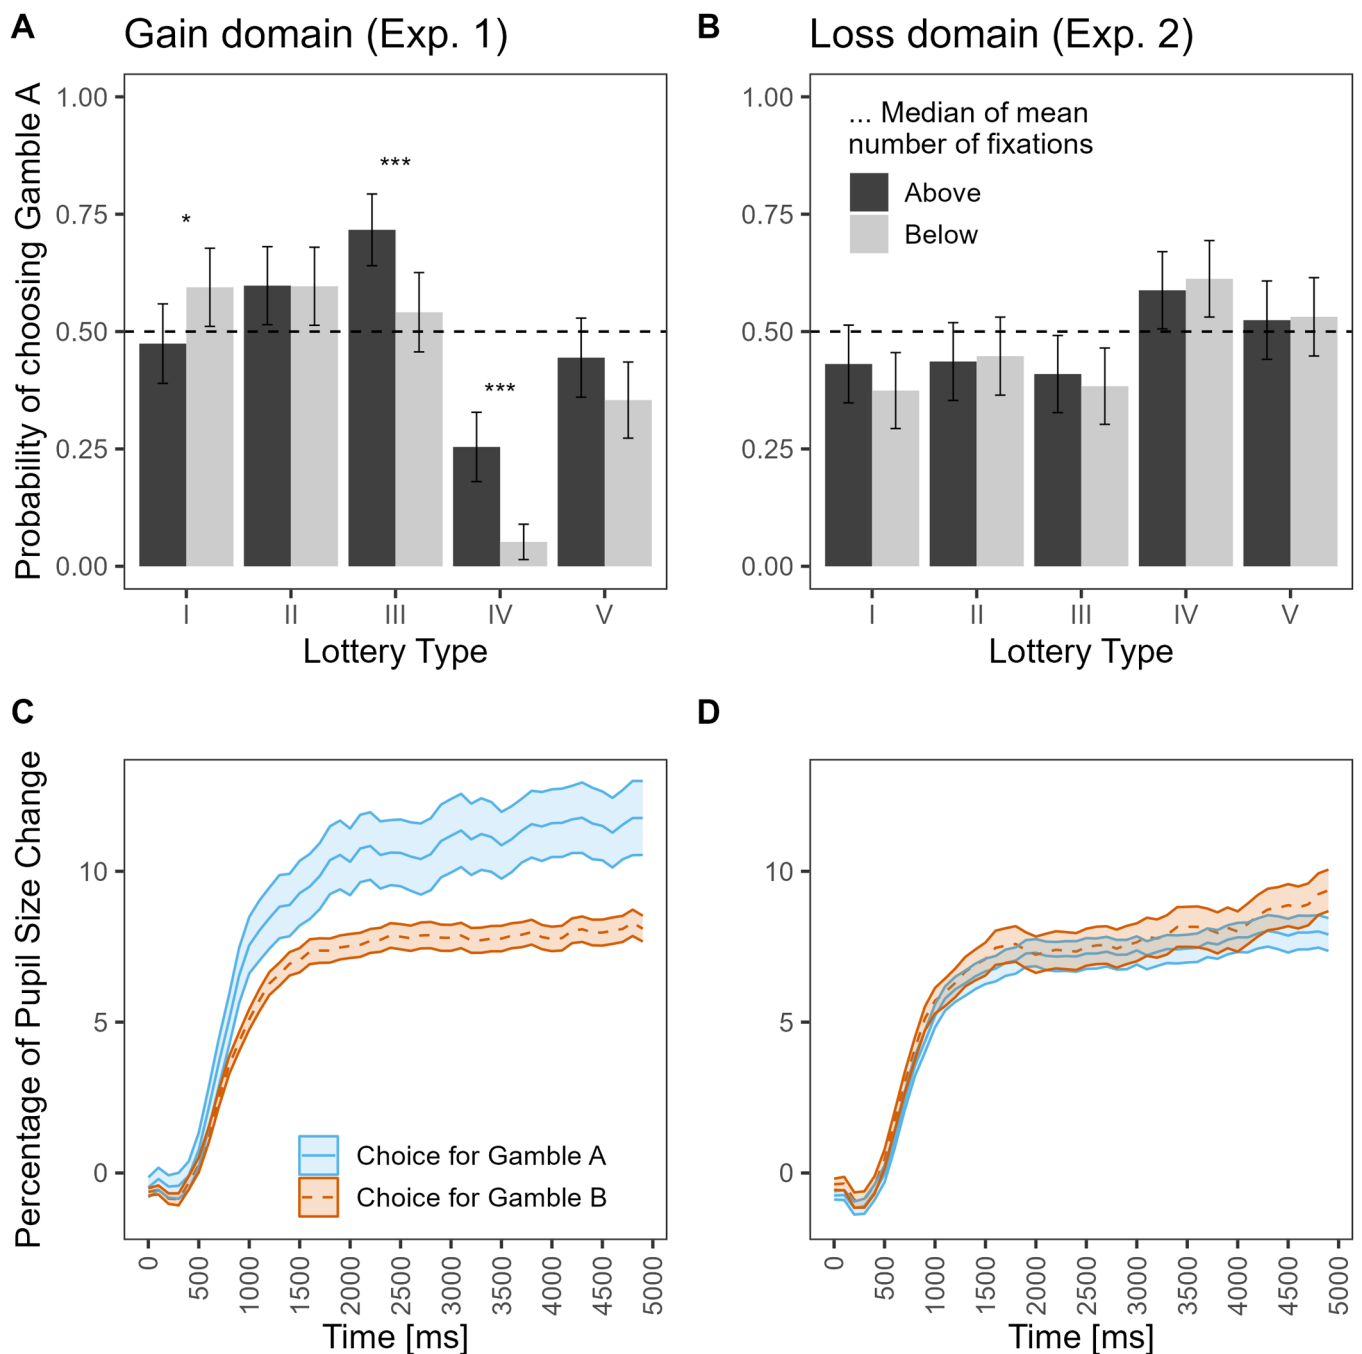 A Gain domain (Exp. 1)
Probability of choosing Gamble A
1.00
0.75
0.50
0.25
0.00
*
***
***
I II III IV V
Lottery Type
B Loss domain (Exp. 2)
1.00
0.75
0.50
0.25
0.00
... Median of mean
number of fixations
Above
Below
I II III IV V
Lottery Type
C
Percentage of Pupil Size Change
10
5
0
Choice for Gamble A
Choice for Gamble B
0 500 1000 1500 2000 2500 3000 3500 4000 4500 5000
Time [ms]
D
10
5
0
0 500 1000 1500 2000 2500 3000 3500 4000 4500 5000
Time [ms]